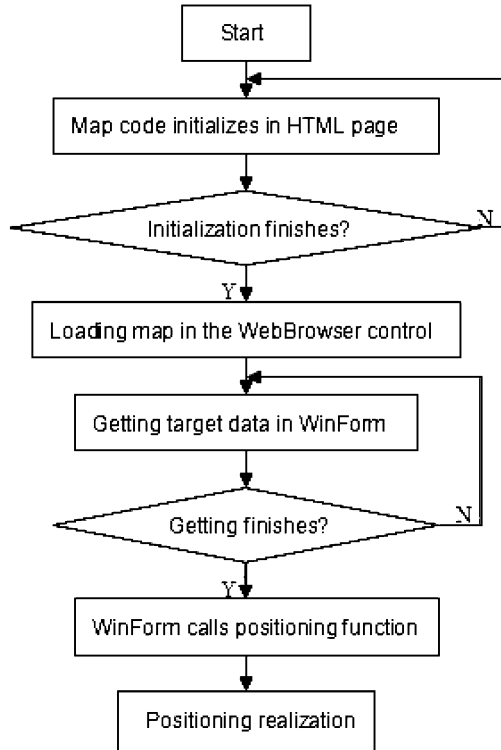 Start
Map code initializes in HTML page
Initialization finishes?
N
Y
Loading map in the WebBrowser control
Getting target data in WinForm
Getting finishes?
N
Y
WinForm calls positioning function
Positioning realization